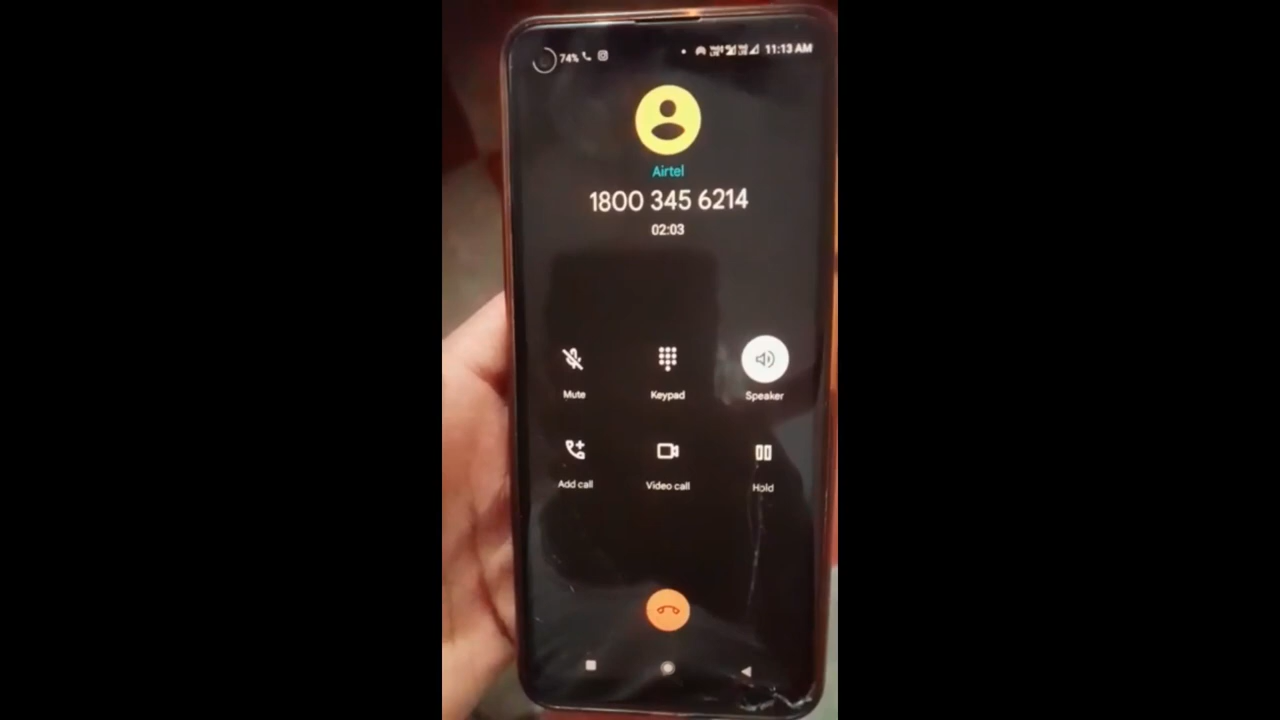 74%
11:13 AM
Airtel
1800 345 6214
02:03
Mute
Keypad
Speaker
Add call
Video call
Hold